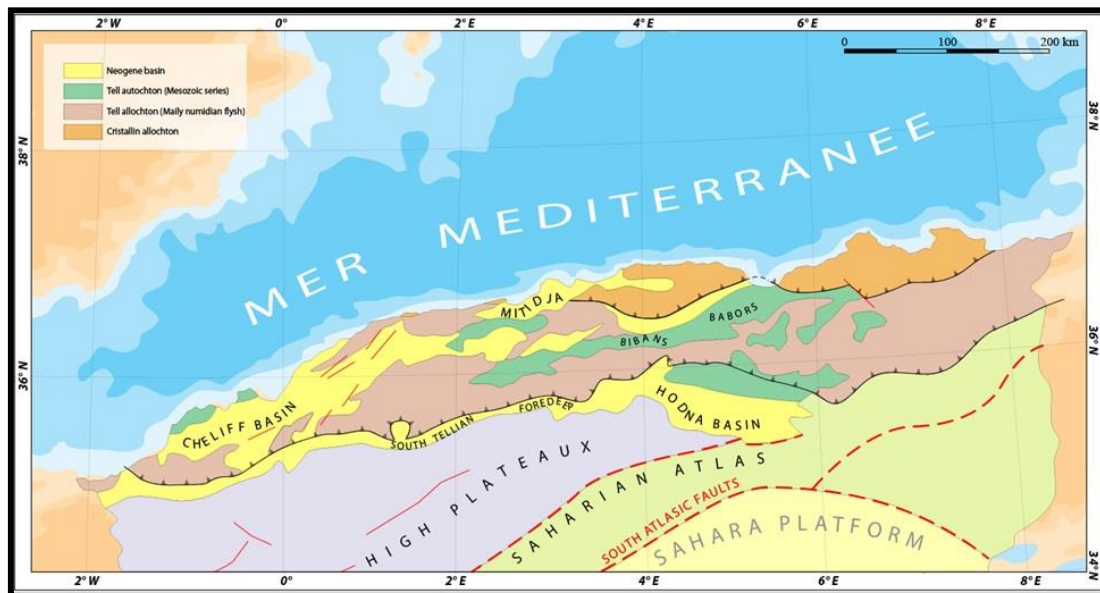 2° W 0° 2° E 4° E 6° E 8° E
0 100 200 km
Neogene basin
Tell autochton (Mesozoic series)
Tell allochton (Maily numidian flysh)
Cristallin allochton
38° N
38° N
MER MEDITERRANEE
MITIDJA
BABORS
BIBANS
36° N
36° N
CHELIFF BASIN
FOREDEEP
SOUTH TELLIAN
HODNA BASIN
HIGH PLATEAUX
SAHARIAN ATLAS
SOUTH ATLASIC FAULTS
SAHARA PLATFORM
34° N
2° W 0° 2° E 4° E 6° E 8° E